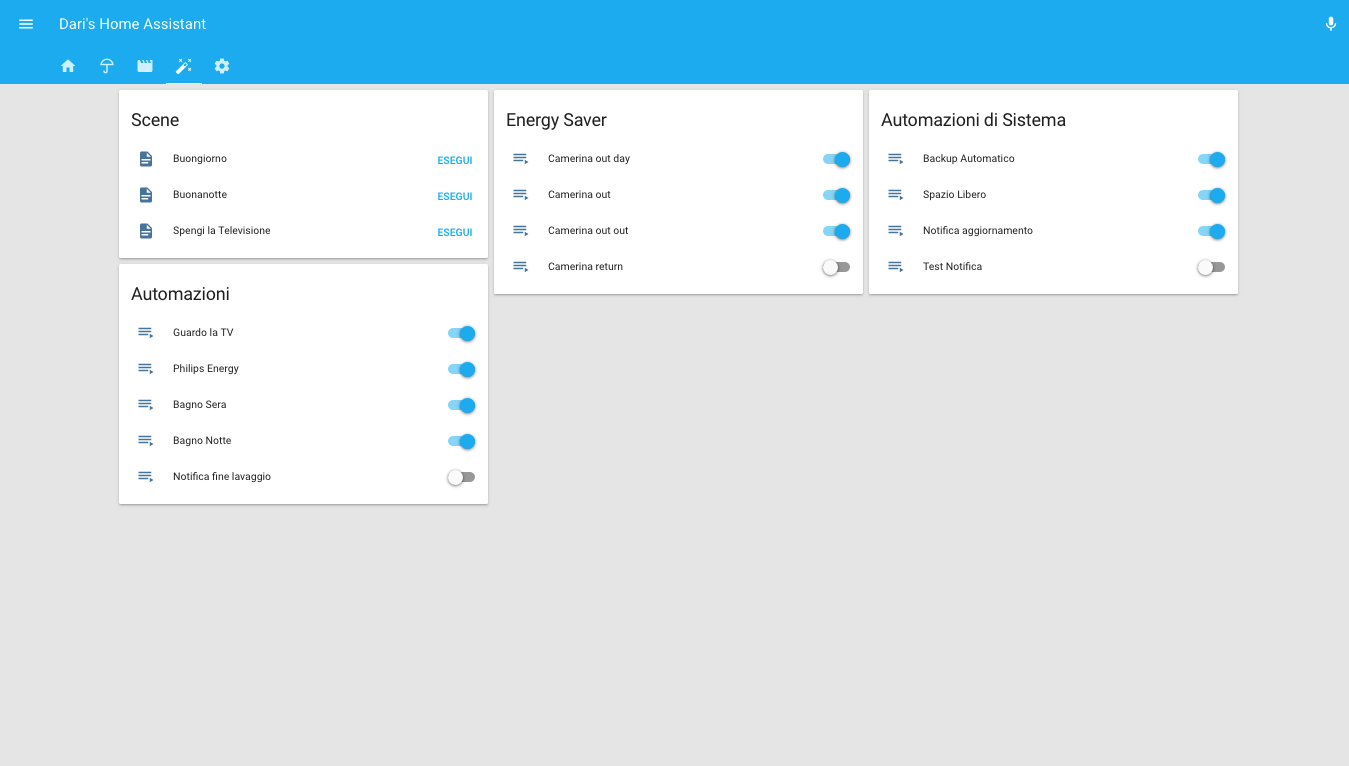 Dari's Home Assistant
Scene
Buongiorno ESEGUI
Buonanotte ESEGUI
Spengi la Televisione ESEGUI
Automazioni
Guardo la TV
Philips Energy
Bagno Sera
Bagno Notte
Notifica fine lavaggio
Energy Saver
Camerina out day
Camerina out
Camerina out out
Camerina return
Automazioni di Sistema
Backup Automatico
Spazio Libero
Notifica aggiornamento
Test Notifica